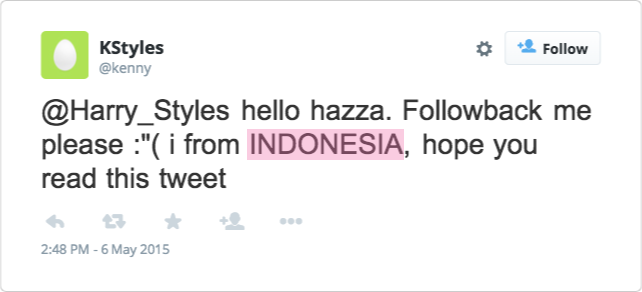 KStyles
@kenny
Follow
@Harry_Styles hello hazza. Followback me
please :"( i from INDONESIA, hope you
read this tweet
2:48 PM - 6 May 2015